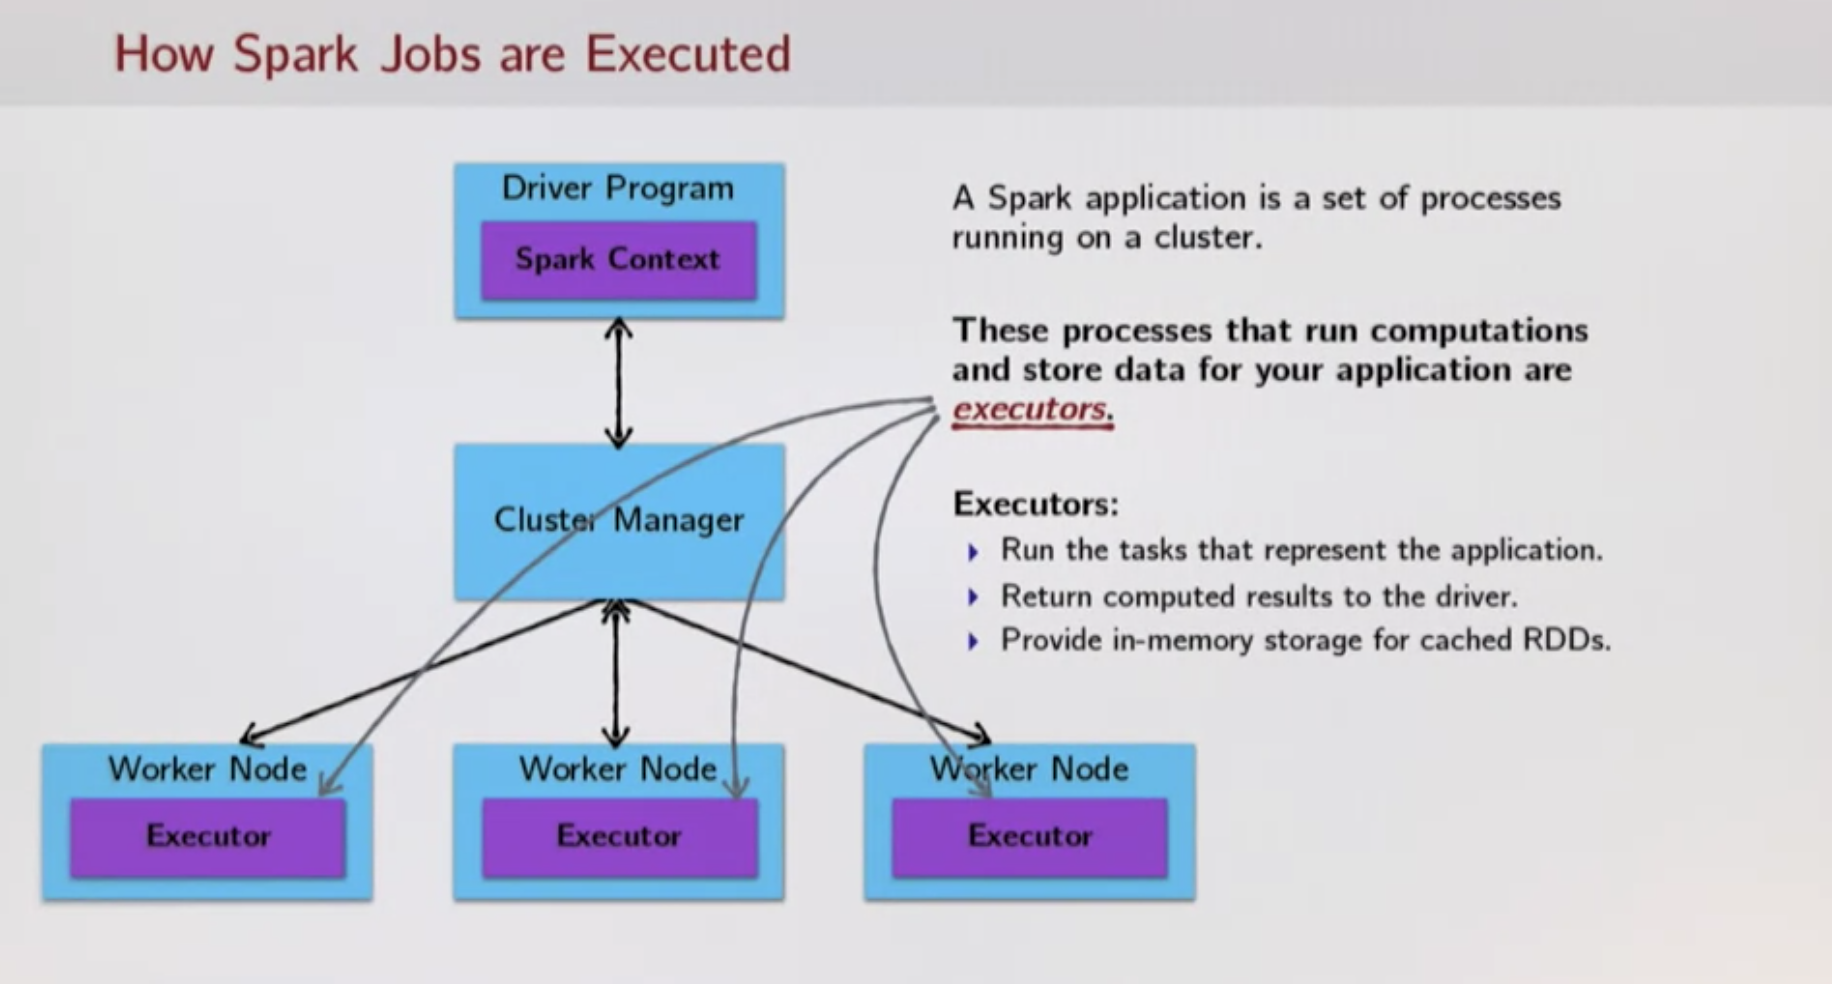 How Spark Jobs are Executed
Driver Program
Spark Context
Cluster Manager
Worker Node
Executor
Worker Node
Executor
Worker Node
Executor
A Spark application is a set of processes
running on a cluster.
These processes that run computations
and store data for your application are
executors.
Executors:
Run the tasks that represent the application.
Return computed results to the driver.
Provide in-memory storage for cached RDDs.